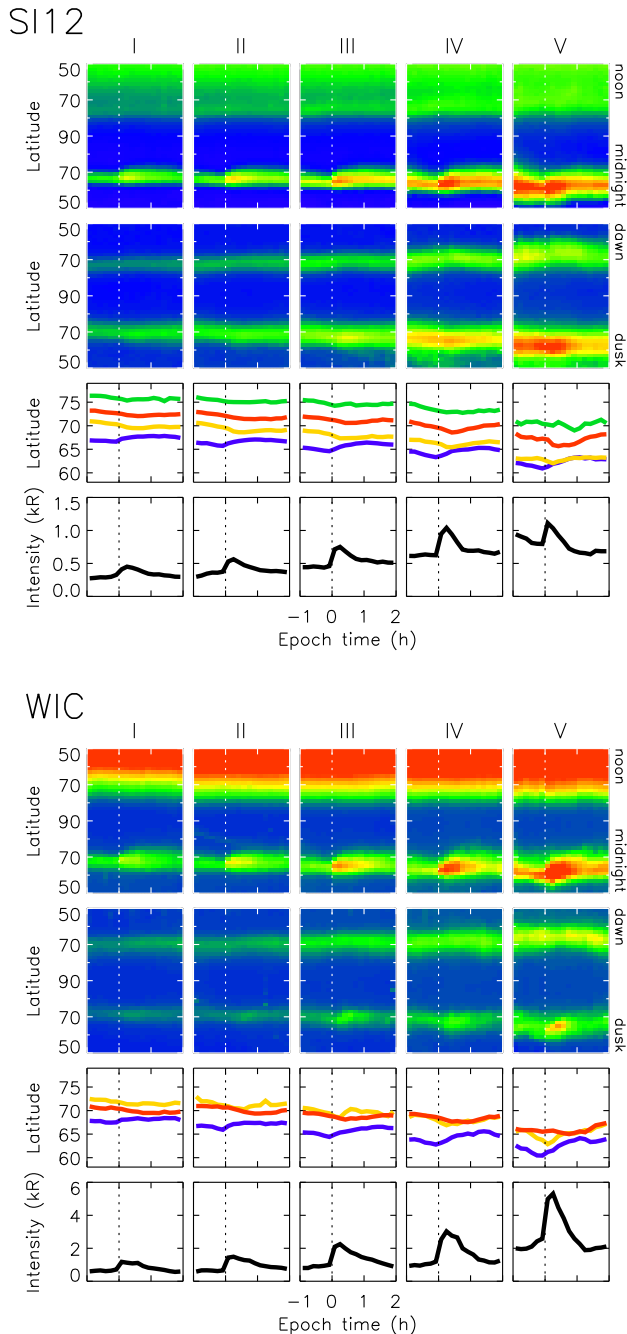 SI12
I II III IV V
50
70
90
70
50
Latitude
noon
midnight
50
70
90
70
50
Latitude
dawn
dusk
75
70
65
60
Latitude
1.5
1.0
0.5
0.0
Intensity (kR)
−1 0 1 2
Epoch time (h)
WIC
I II III IV V
50
70
90
70
50
Latitude
noon
midnight
50
70
90
70
50
Latitude
dawn
dusk
75
70
65
60
Latitude
6
4
2
0
Intensity (kR)
−1 0 1 2
Epoch time (h)